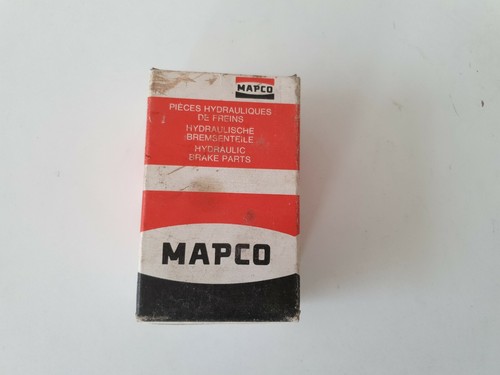 MAPCO
PIÈCES HYDRAULIQUES
DE FREINS
HYDRAULISCHE
BREMSENTEILE
HYDRAULIC
BRAKE PARTS
MAPCO